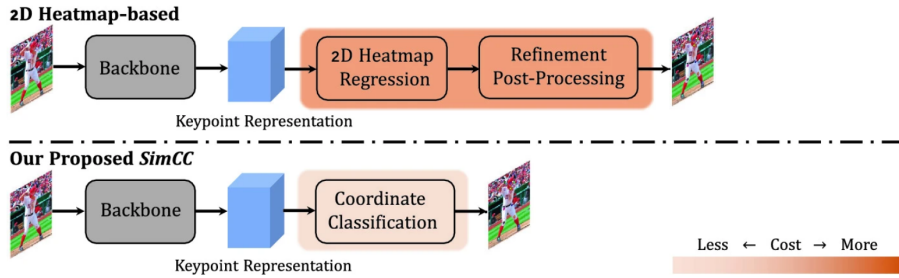 2D Heatmap-based
Backbone
2D Heatmap
Regression
Refinement
Post-Processing
Keypoint Representation
Our Proposed SimCC
Backbone
Coordinate
Classification
Keypoint Representation
Less ← Cost → More